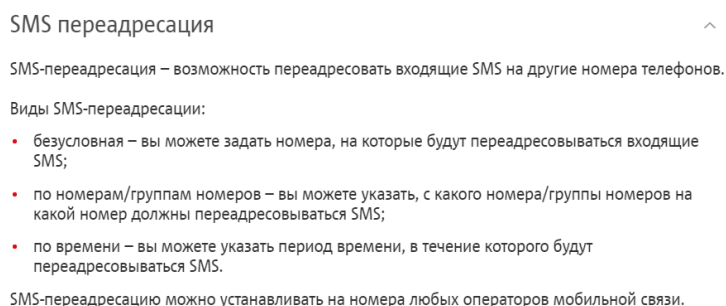 SMS переадресация
SMS-переадресация – возможность переадресовать входящие SMS на другие номера телефонов.
Виды SMS-переадресации:
• безусловная – вы можете задать номера, на которые будут переадресовываться входящие
SMS;
• по номерам/группам номеров – вы можете указать, с какого номера/группы номеров на
какой номер должны переадресовываться SMS;
• по времени – вы можете указать период времени, в течение которого будут
переадресовываться SMS.
SMS-переадресацию можно устанавливать на номера любых операторов мобильной связи.